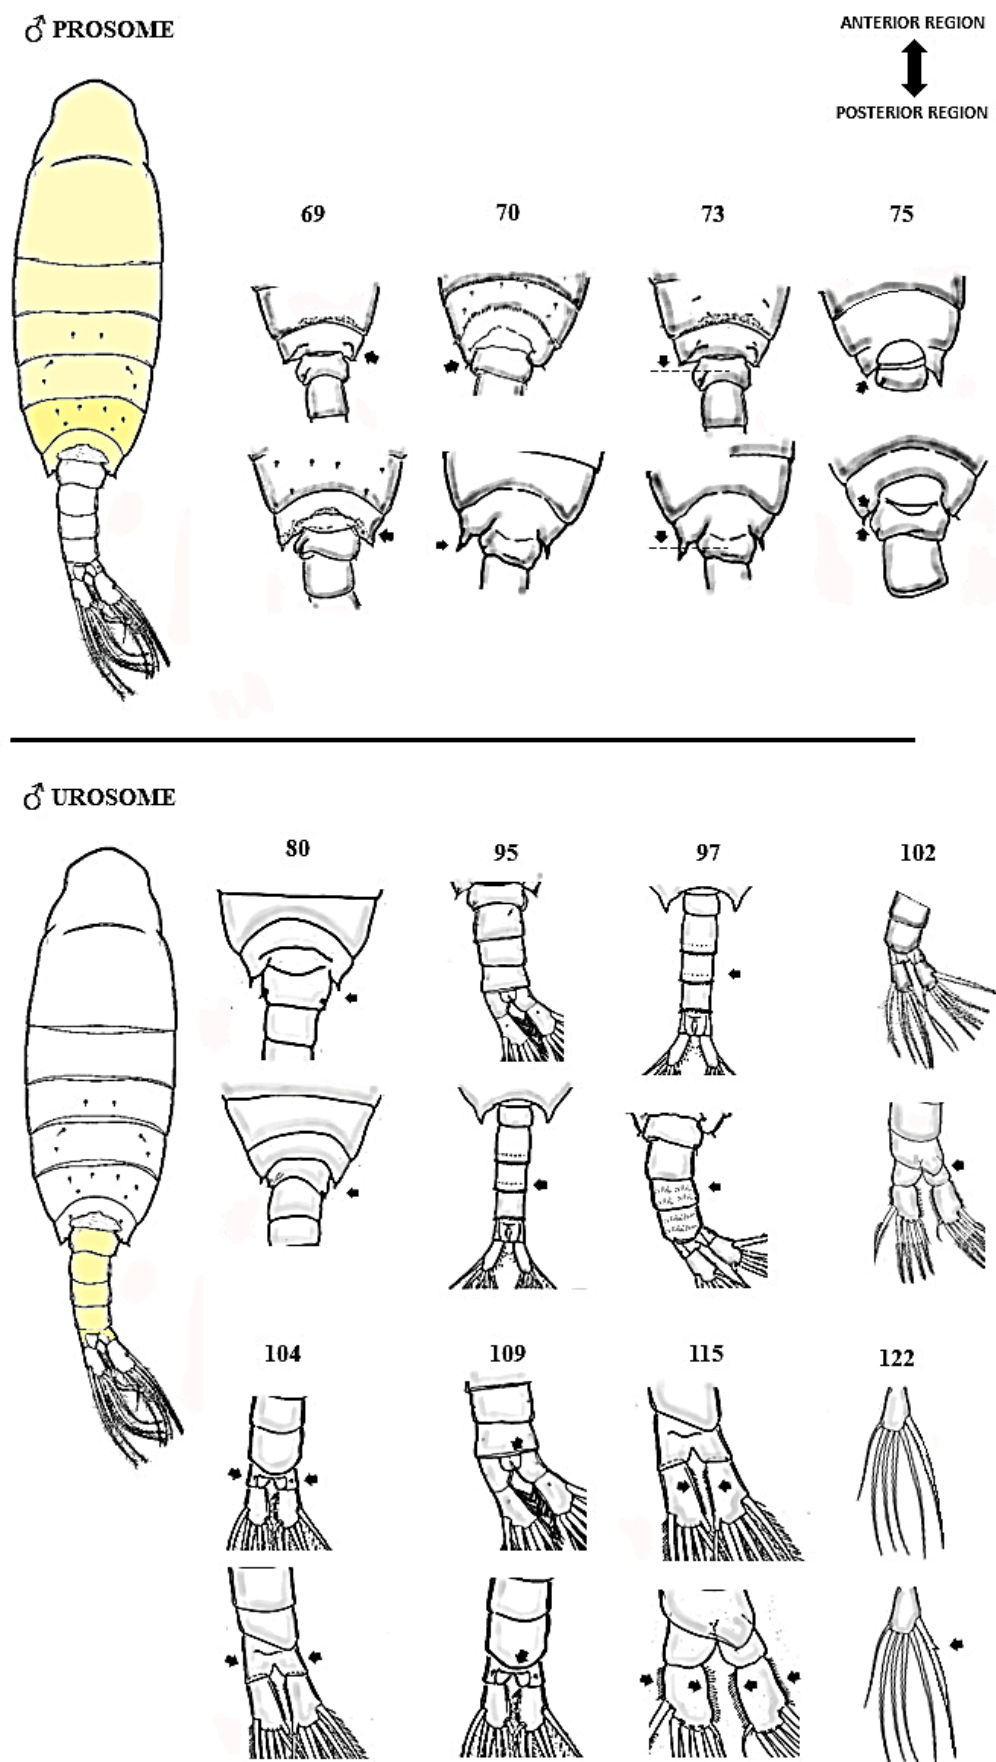 ♂ PROSOME
ANTERIOR REGION
POSTERIOR REGION
69 70 73 75
♂ UROSOME
80 95 97 102
104 109 115 122